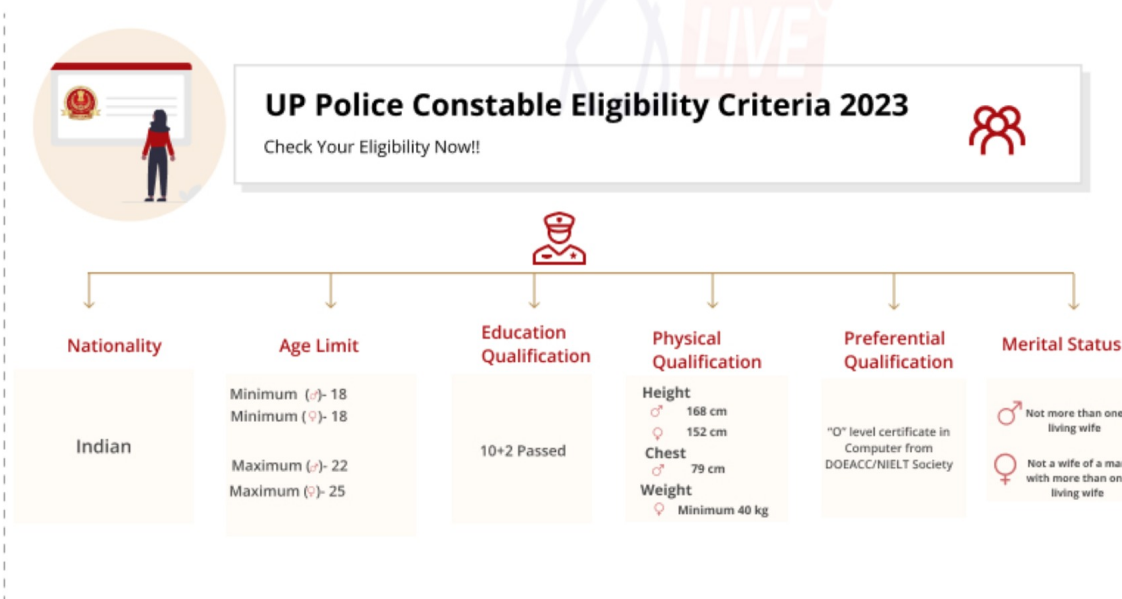 LIVE
UP Police Constable Eligibility Criteria 2023
Check Your Eligibility Now!!
Nationality
Indian
Age Limit
Minimum (♂)- 18
Minimum (♀)- 18
Maximum (♂)- 22
Maximum (♀)- 25
Education
Qualification
10+2 Passed
Physical
Qualification
Height
♂ 168 cm
♀ 152 cm
Chest
♂ 79 cm
Weight
♀ Minimum 40 kg
Preferential
Qualification
"O" level certificate in
Computer from
DOEACC/NIELT Society
Merital Status
♂ Not more than one
living wife
♀ Not a wife of a
with more than
living wife